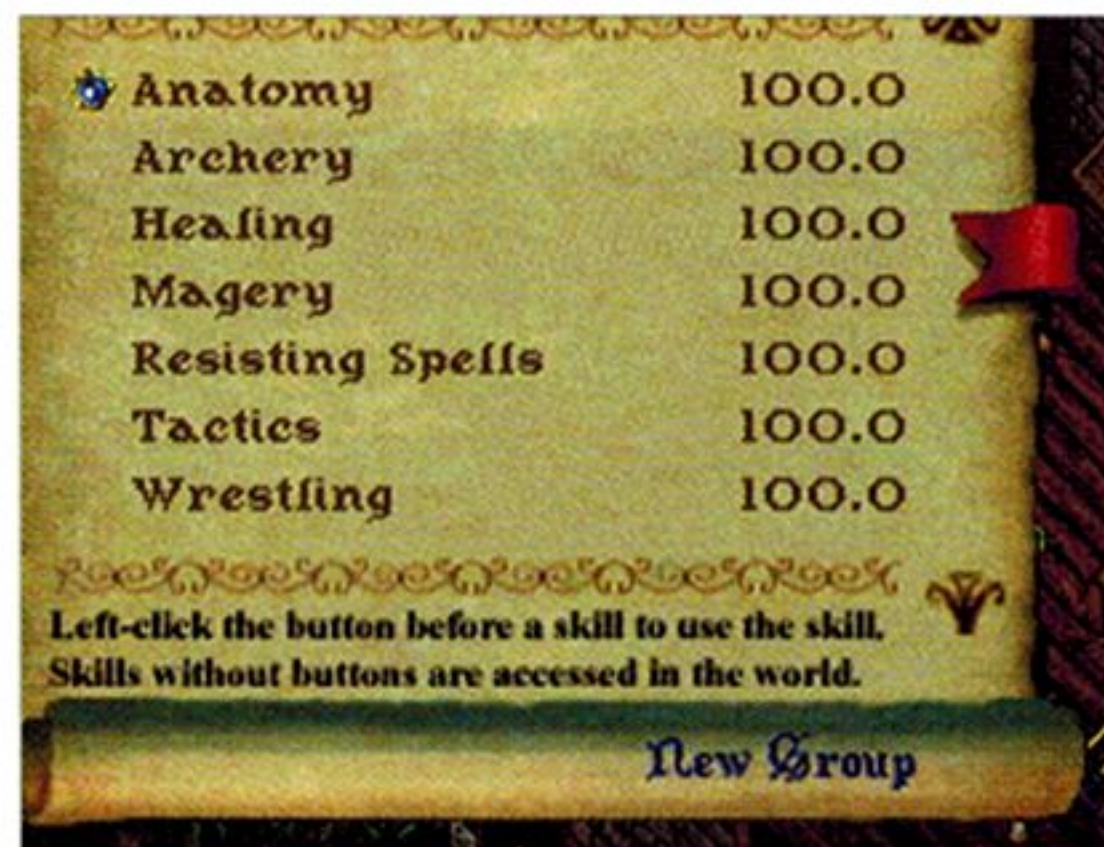 Anatomy 100.0
Archery 100.0
Healing 100.0
Magery 100.0
Resisting Spells 100.0
Tactics 100.0
Wrestling 100.0
Left-click the button before a skill to use the skill.
Skills without buttons are accessed in the world.
New Group